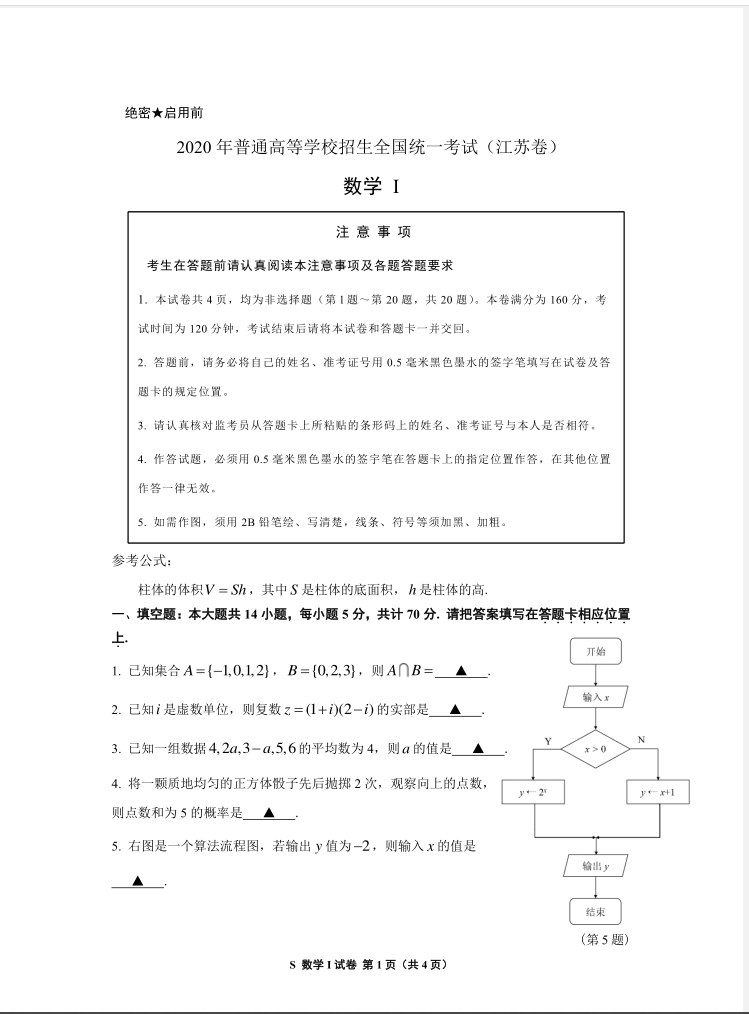 绝密★启用前
2020 年普通高等学校招生全国统一考试（江苏卷）
数学 I
注 意 事 项
考生在答题前请认真阅读本注意事项及各题答题要求
1. 本试卷共 4 页，均为非选择题（第 1 题～第 20 题，共 20 题）。本卷满分为 160 分，考
试时间为 120 分钟，考试结束后请将本试卷和答题卡一并交回。
2. 答题前，请务必将自己的姓名、准考证号用 0.5 毫米黑色墨水的签字笔填写在试卷及答
题卡的规定位置。
3. 请认真核对监考员从答题卡上所粘贴的条形码上的姓名、准考证号与本人是否相符。
4. 作答试题，必须用 0.5 毫米黑色墨水的签字笔在答题卡上的指定位置作答，在其他位置
作答一律无效。
5. 如需作图，须用 2B 铅笔绘、写清楚，线条、符号等须加黑、加粗。
参考公式：
柱体的体积 V = Sh，其中 S 是柱体的底面积，h 是柱体的高.
一、填空题：本大题共 14 小题，每小题 5 分，共计 70 分. 请把答案填写在答题卡相应位置
上.
1. 已知集合 A = {−1,0,1,2}，B = {0,2,3}，则 A∩B = ▲ .
2. 已知 i 是虚数单位，则复数 z = (1+i)(2−i) 的实部是 ▲ .
3. 已知一组数据 4, 2a, 3−a, 5, 6 的平均数为 4，则 a 的值是 ▲ .
4. 将一颗质地均匀的正方体骰子先后抛掷 2 次，观察向上的点数，
则点数和为 5 的概率是 ▲ .
5. 右图是一个算法流程图，若输出 y 值为 −2，则输入 x 的值是
▲ .
开始
输入 x
x > 0
Y
N
y ← 2ˣ
y ← x+1
输出 y
结束
（第 5 题）
S 数学 I 试卷 第 1 页（共 4 页）